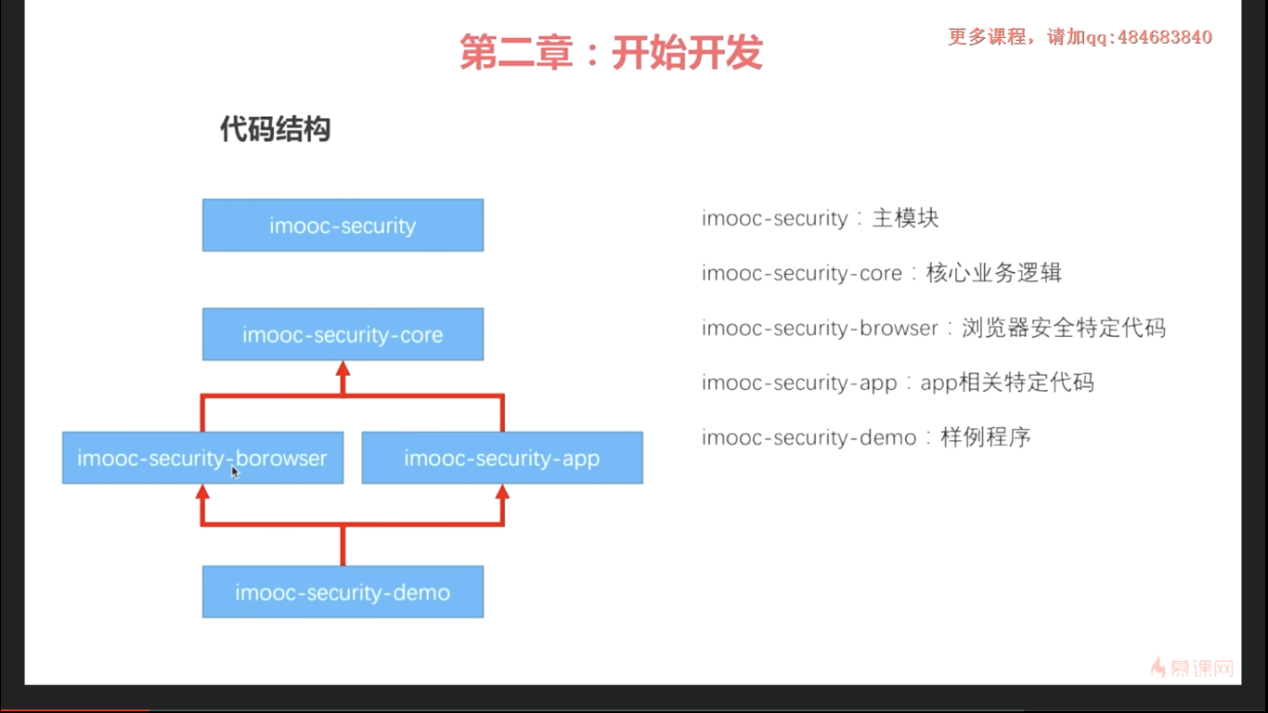 更多课程，请加qq:484683840
第二章：开始开发
代码结构
imooc-security
imooc-security-core
imooc-security-borowser
imooc-security-app
imooc-security-demo
imooc-security：主模块
imooc-security-core：核心业务逻辑
imooc-security-browser：浏览器安全特定代码
imooc-security-app：app相关特定代码
imooc-security-demo：样例程序
慕课网